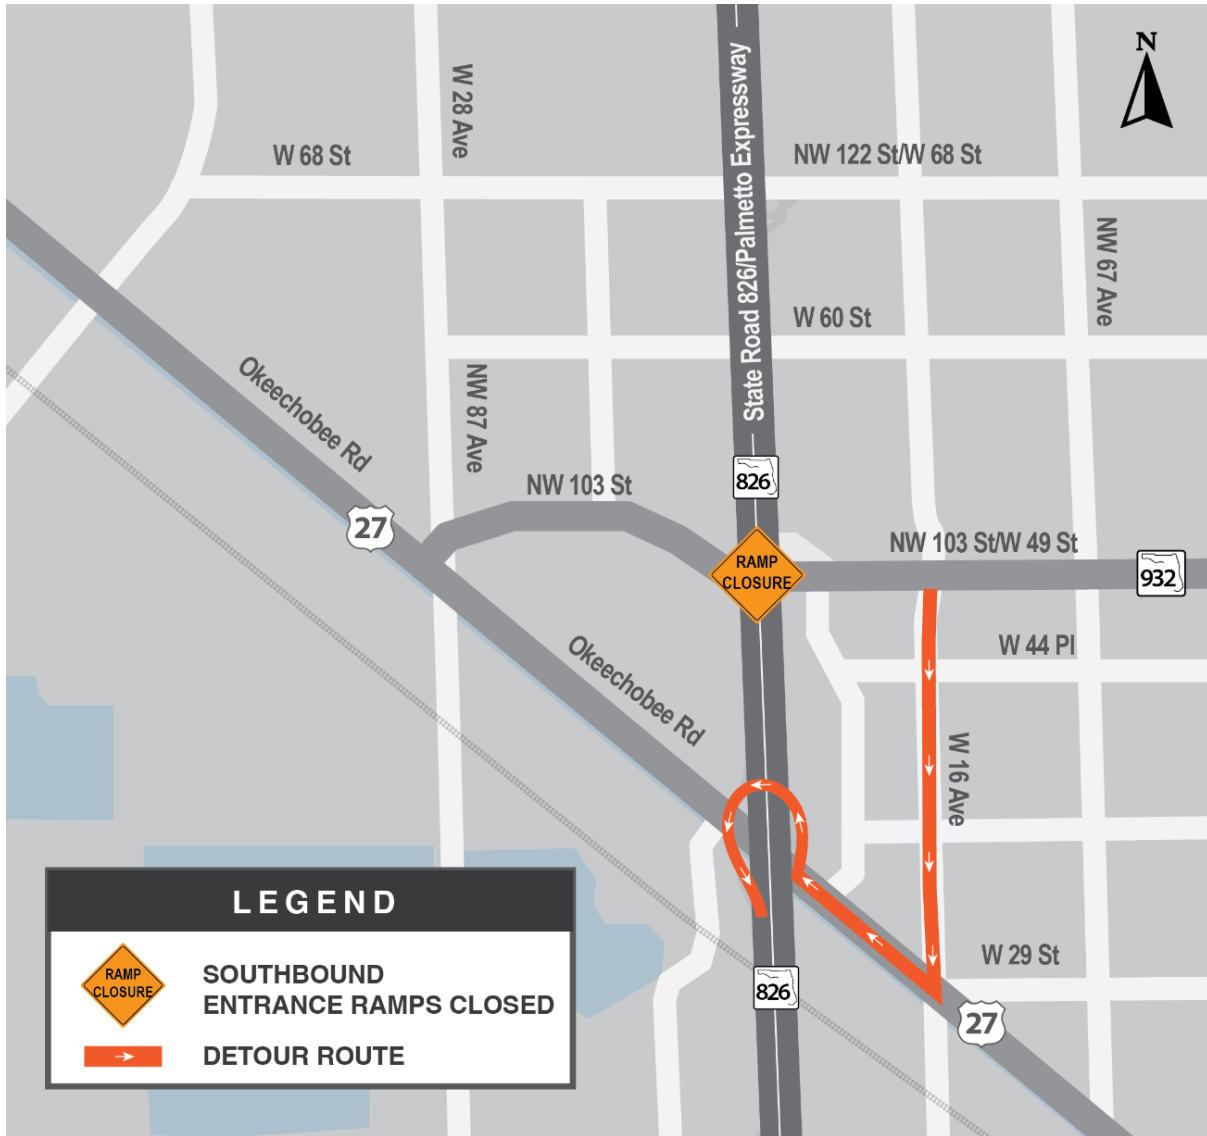 N
W 28 Ave
W 68 St
NW 122 St/W 68 St
State Road 826/Palmetto Expressway
NW 67 Ave
W 60 St
Okeechobee Rd
NW 87 Ave
826
NW 103 St
27
NW 103 St/W 49 St
RAMP
CLOSURE
932
Okeechobee Rd
W 44 Pl
W 16 Ave
W 29 St
826
27
LEGEND
RAMP
CLOSURE
SOUTHBOUND
ENTRANCE RAMPS CLOSED
DETOUR ROUTE